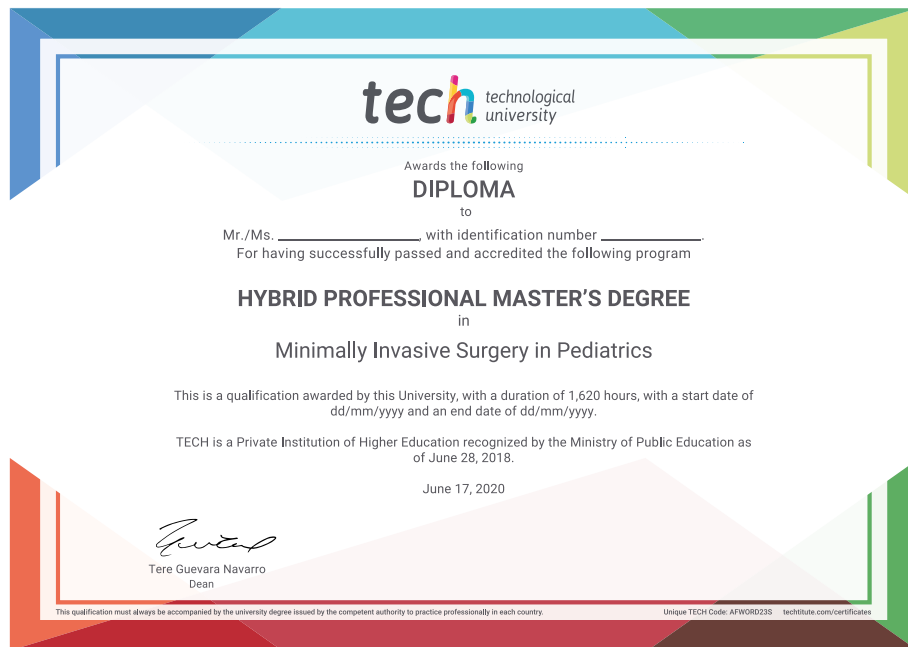 tech technological
university
Awards the following
DIPLOMA
to
Mr./Ms. ____________________, with identification number ______________.
For having successfully passed and accredited the following program
HYBRID PROFESSIONAL MASTER'S DEGREE
in
Minimally Invasive Surgery in Pediatrics
This is a qualification awarded by this University, with a duration of 1,620 hours, with a start date of
dd/mm/yyyy and an end date of dd/mm/yyyy.
TECH is a Private Institution of Higher Education recognized by the Ministry of Public Education as
of June 28, 2018.
June 17, 2020
Tere Guevara Navarro
Dean
This qualification must always be accompanied by the university degree issued by the competent authority to practice professionally in each country. Unique TECH Code: AFWORD23S techtitute.com/certificates